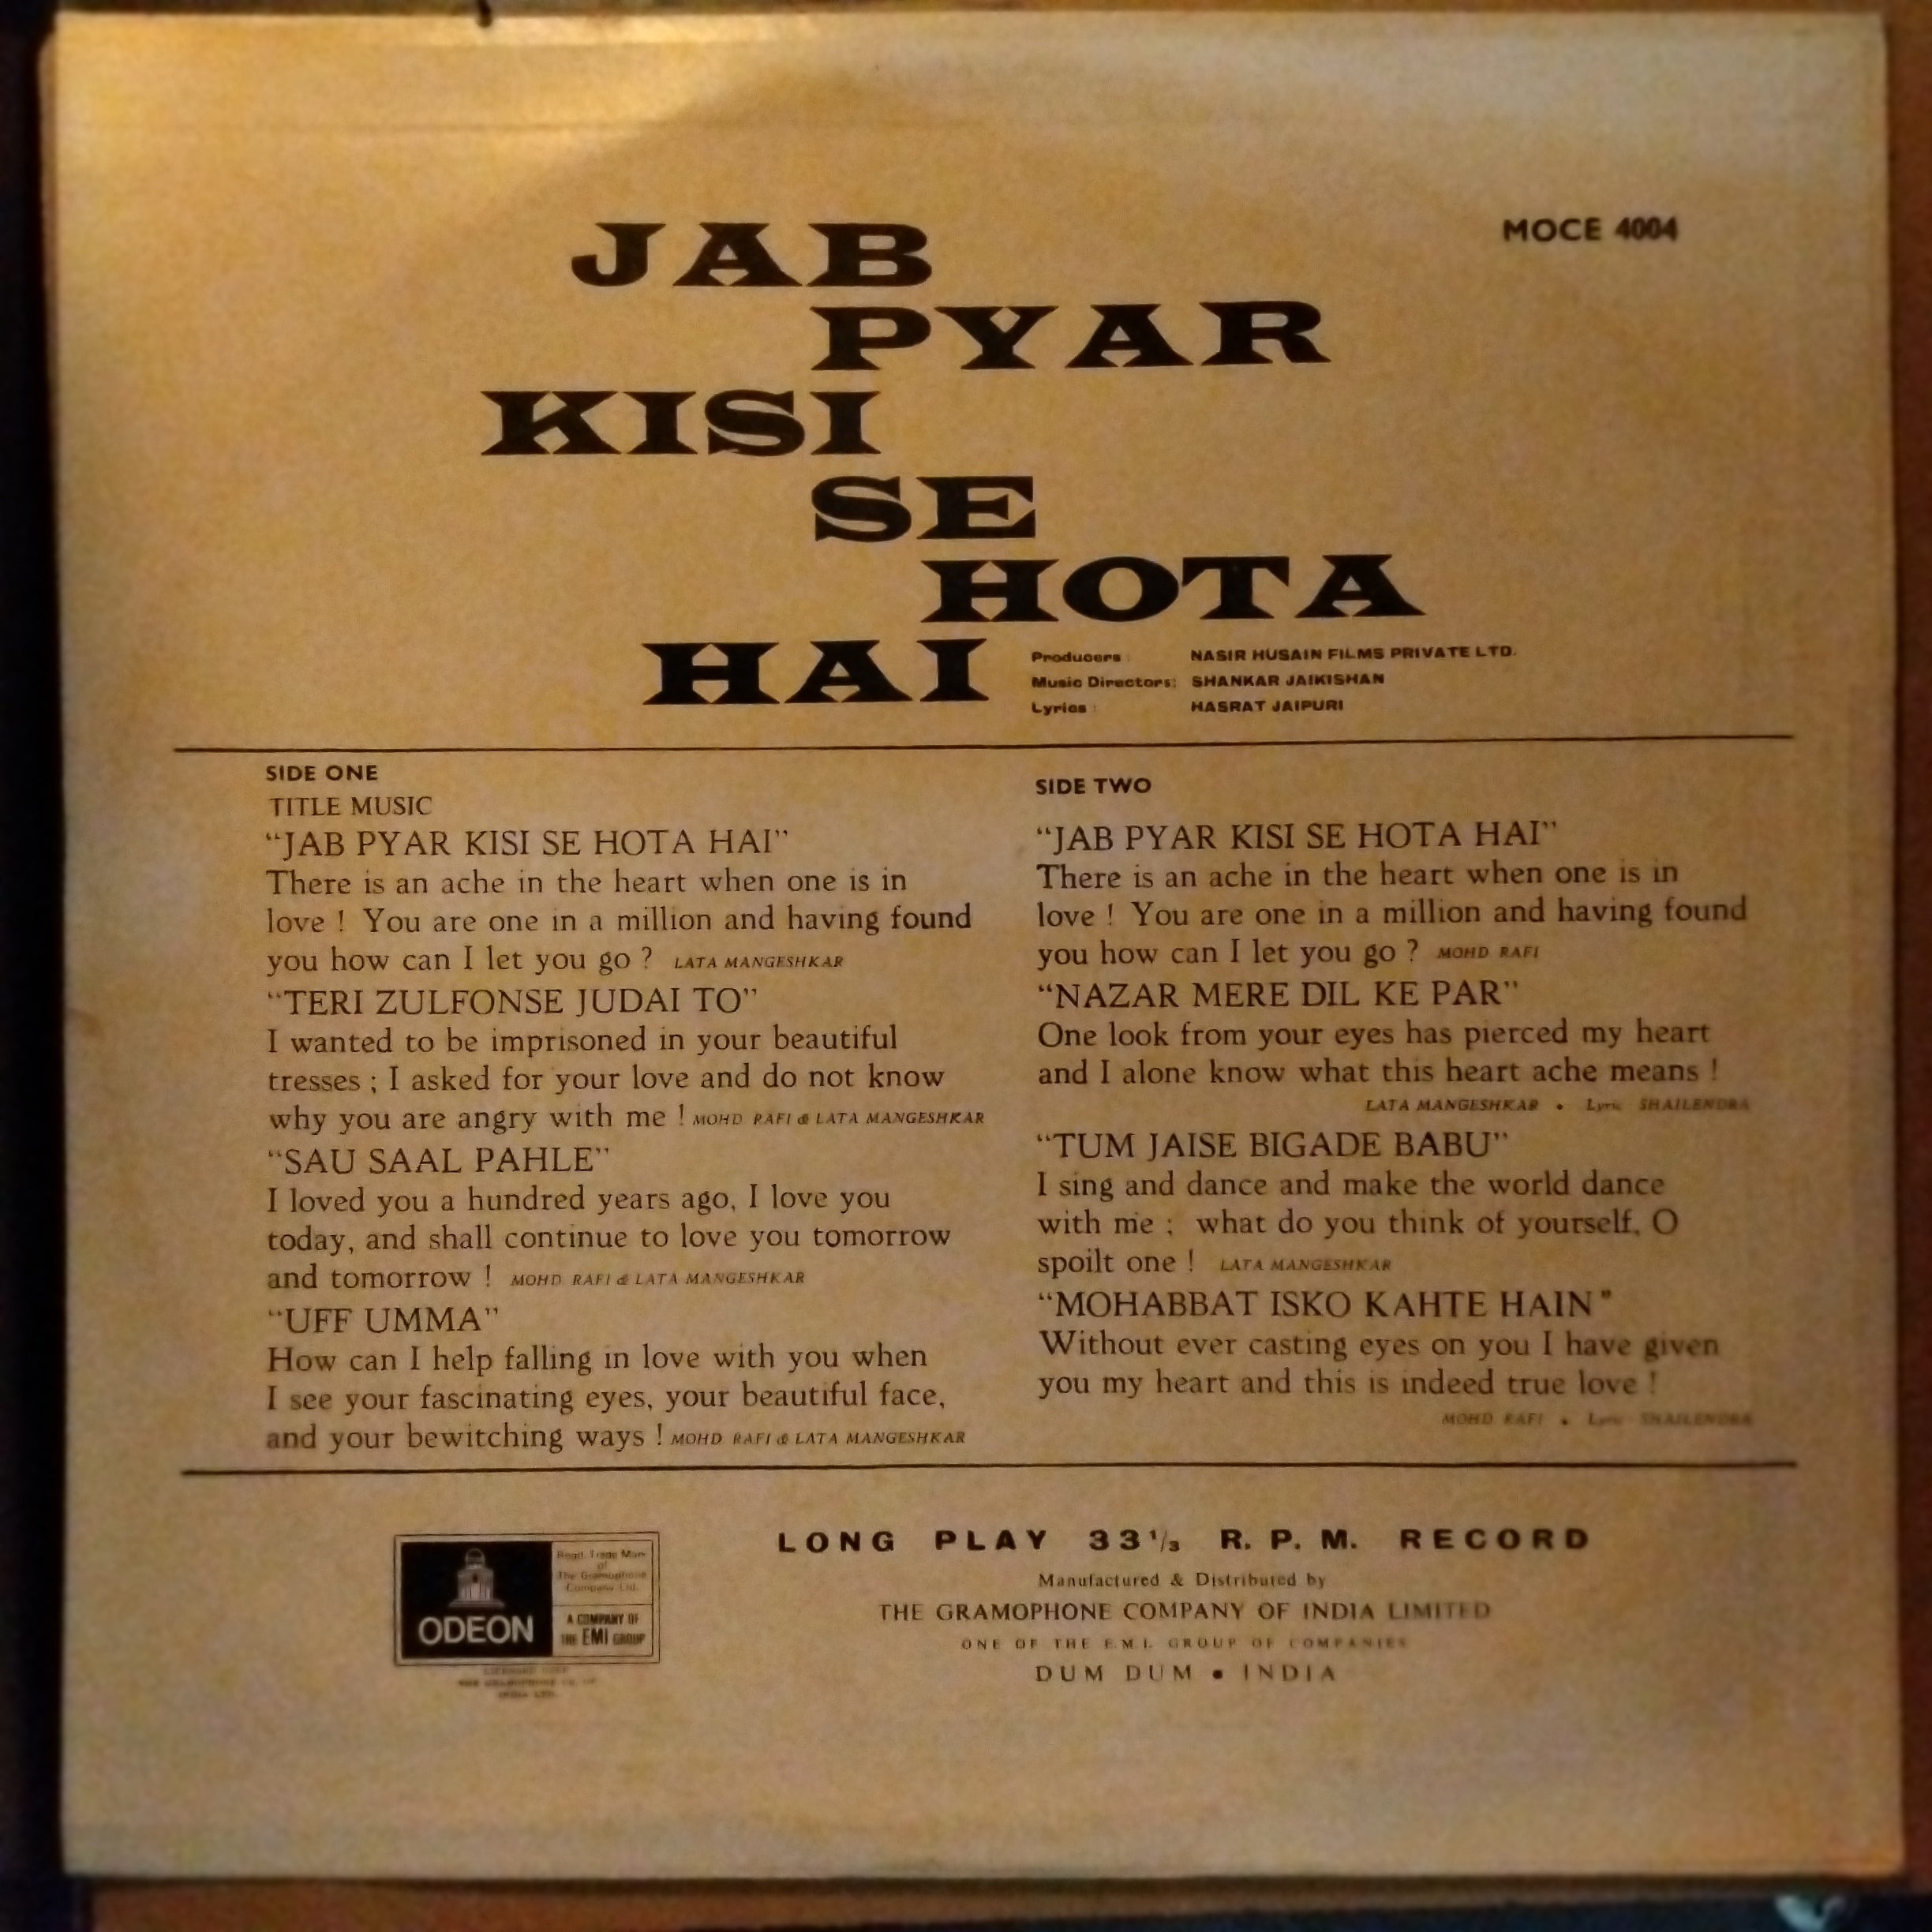 MOCE 4004
JAB
PYAR
KISI
SE
HOTA
HAI
Producers : NASIR HUSAIN FILMS PRIVATE LTD.
Music Directors: SHANKAR JAIKISHAN
Lyrics : HASRAT JAIPURI
SIDE ONE
TITLE MUSIC
“JAB PYAR KISI SE HOTA HAI”
There is an ache in the heart when one is in
love ! You are one in a million and having found
you how can I let you go ? LATA MANGESHKAR
“TERI ZULFONSE JUDAI TO”
I wanted to be imprisoned in your beautiful
tresses ; I asked for your love and do not know
why you are angry with me ! MOHD RAFI & LATA MANGESHKAR
“SAU SAAL PAHLE”
I loved you a hundred years ago, I love you
today, and shall continue to love you tomorrow
and tomorrow ! MOHD RAFI & LATA MANGESHKAR
“UFF UMMA”
How can I help falling in love with you when
I see your fascinating eyes, your beautiful face,
and your bewitching ways ! MOHD RAFI & LATA MANGESHKAR
SIDE TWO
“JAB PYAR KISI SE HOTA HAI”
There is an ache in the heart when one is in
love ! You are one in a million and having found
you how can I let you go ? MOHD RAFI
“NAZAR MERE DIL KE PAR”
One look from your eyes has pierced my heart
and I alone know what this heart ache means !
LATA MANGESHKAR • Lyric SHAILENDRA
“TUM JAISE BIGADE BABU”
I sing and dance and make the world dance
with me ; what do you think of yourself, O
spoilt one ! LATA MANGESHKAR
“MOHABBAT ISKO KAHTE HAIN"
Without ever casting eyes on you I have given
you my heart and this is indeed true love !
MOHD RAFI • Lyric SHAILENDRA
ODEON
Regd. Trade Mark
of
The Gramophone
Company Ltd.
A COMPANY OF
THE EMI GROUP
LONG PLAY 33⅓ R. P. M. RECORD
Manufactured & Distributed by
THE GRAMOPHONE COMPANY OF INDIA LIMITED
ONE OF THE E.M.I. GROUP OF COMPANIES
DUM DUM • INDIA